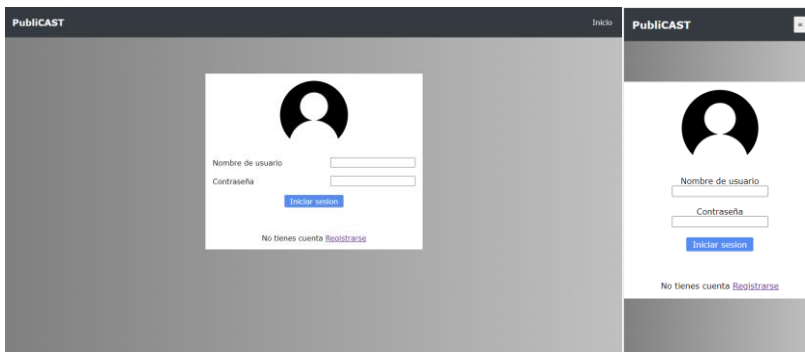 PubliCAST
Inicio
Nombre de usuario
Contraseña
Iniciar sesion
No tienes cuenta Registrarse
PubliCAST
Nombre de usuario
Contraseña
Iniciar sesion
No tienes cuenta Registrarse